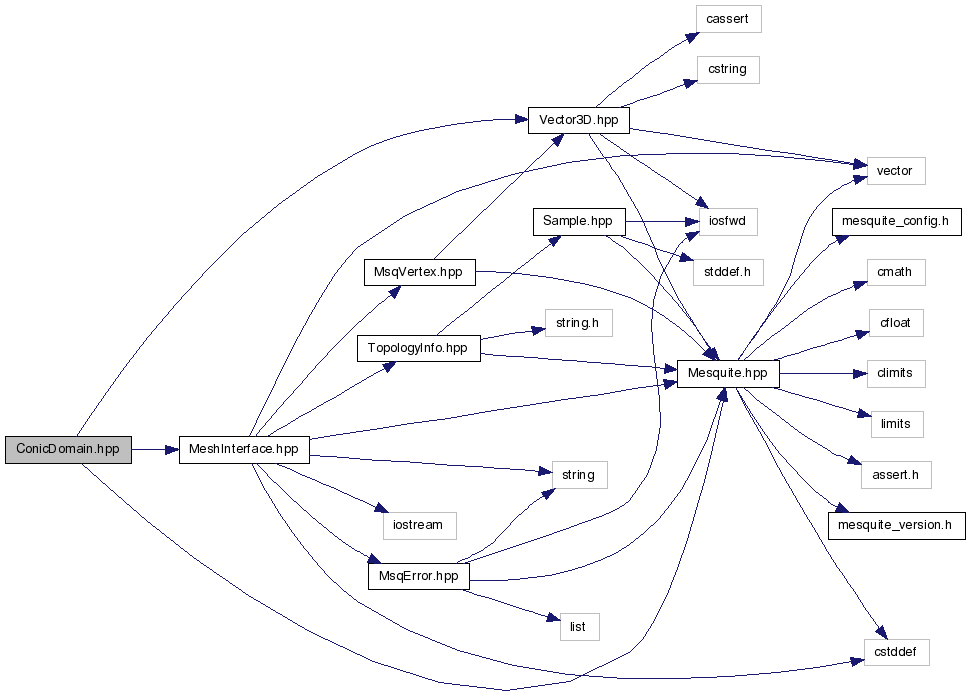 cassert
cstring
Vector3D.hpp
vector
Sample.hpp
iosfwd
mesquite_config.h
MsqVertex.hpp
stddef.h
cmath
string.h
cfloat
TopologyInfo.hpp
Mesquite.hpp
climits
limits
ConicDomain.hpp
MeshInterface.hpp
string
assert.h
iostream
mesquite_version.h
MsqError.hpp
list
cstddef